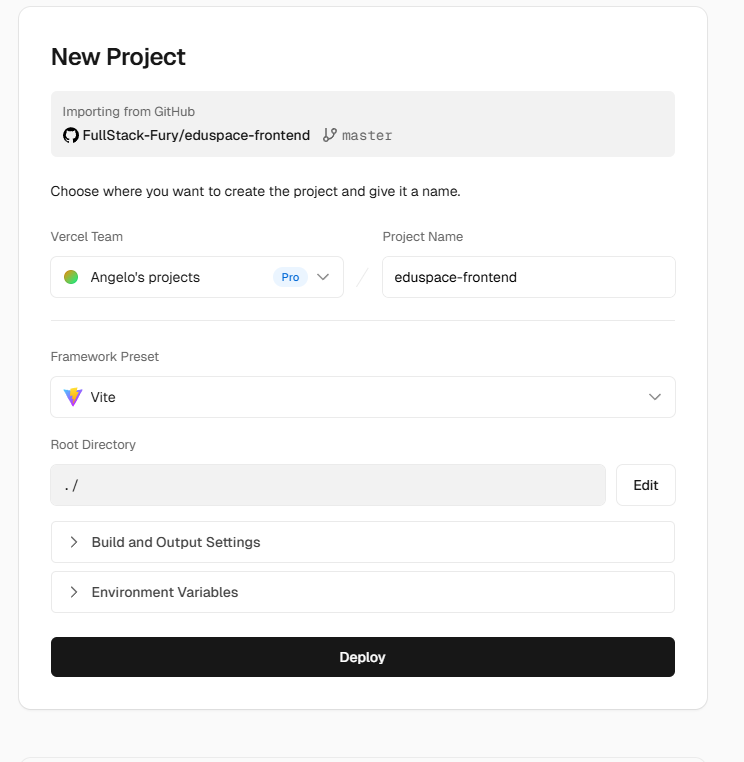 New Project
Importing from GitHub
FullStack-Fury/eduspace-frontend master
Choose where you want to create the project and give it a name.
Vercel Team
Project Name
Angelo's projects Pro
/ eduspace-frontend
Framework Preset
Vite
Root Directory
./
Edit
Build and Output Settings
Environment Variables
Deploy